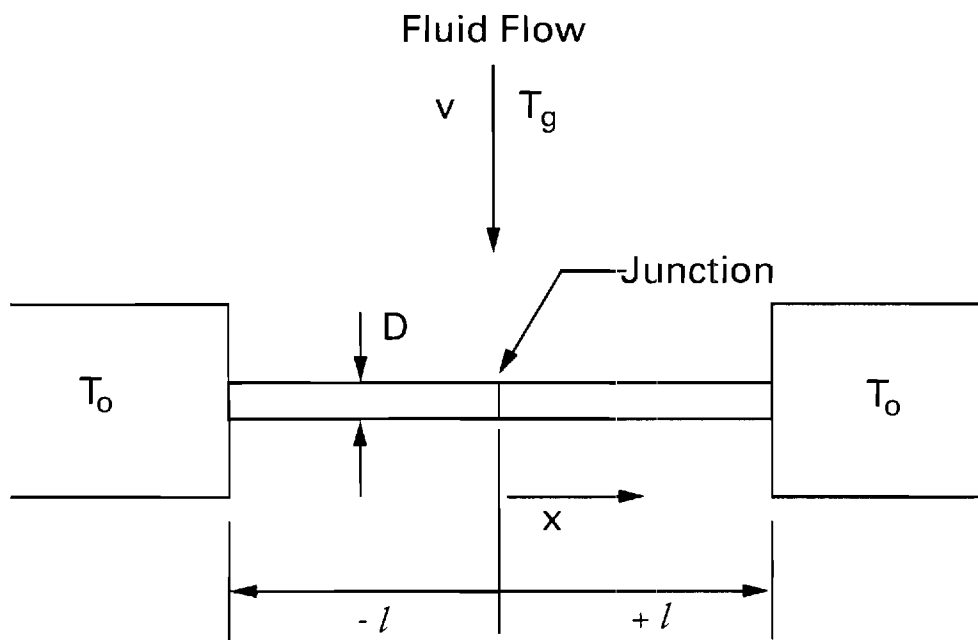 Fluid Flow
v
T_g
Junction
D
T_o
T_o
x
- l
+ l